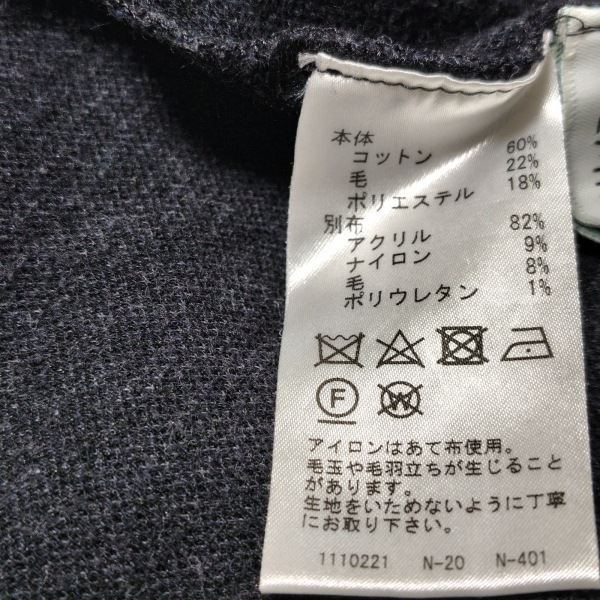 本体
コットン 60%
毛 22%
ポリエステル 18%
別布
アクリル 82%
ナイロン 9%
毛 8%
ポリウレタン 1%
F
W
アイロンはあて布使用。
毛玉や毛羽立ちが生じること
があります。
生地をいためないように丁寧
にお取り下さい。
1110221 N-20 N-401